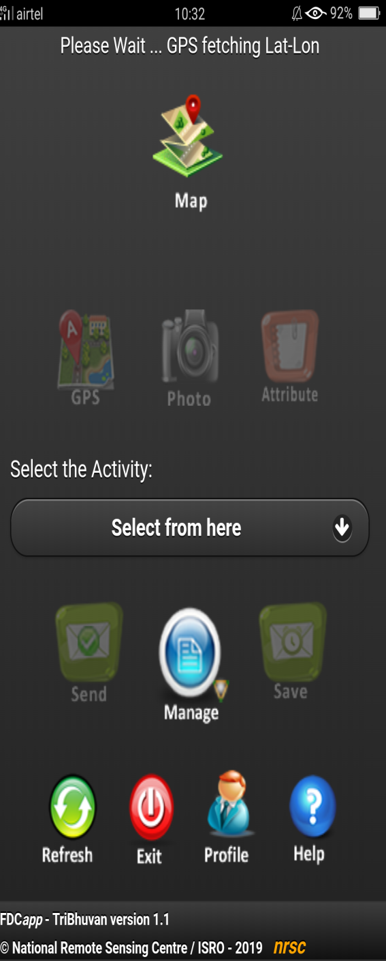 4G airtel 10:32 92%
Please Wait ... GPS fetching Lat-Lon
Map
A
GPS Photo Attribute
Select the Activity:
Select from here
Send Manage Save
Refresh Exit Profile Help
FDCapp - TriBhuvan version 1.1
© National Remote Sensing Centre / ISRO - 2019 nrsc